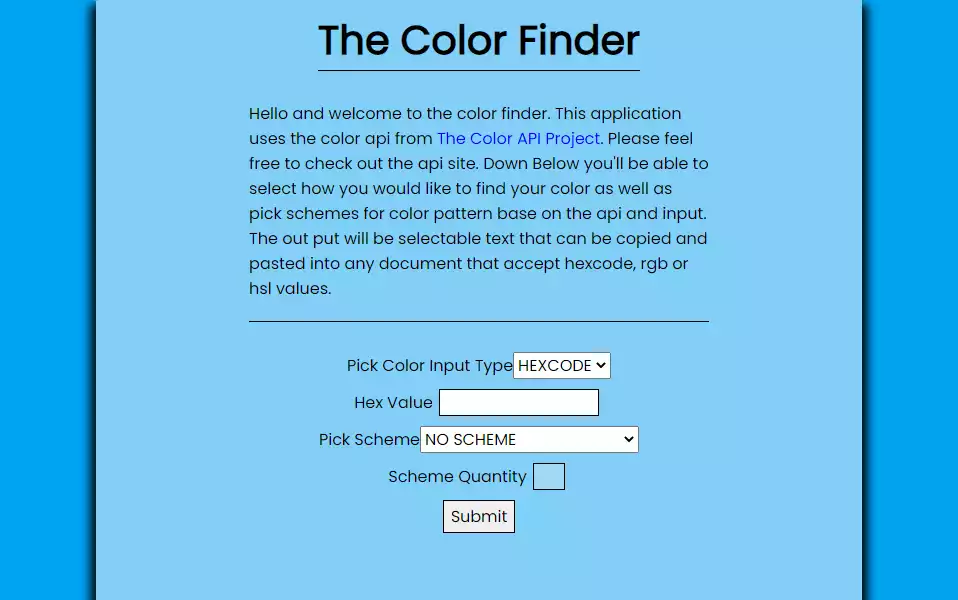 The Color Finder
Hello and welcome to the color finder. This application
uses the color api from The Color API Project. Please feel
free to check out the api site. Down Below you'll be able to
select how you would like to find your color as well as
pick schemes for color pattern base on the api and input.
The out put will be selectable text that can be copied and
pasted into any document that accept hexcode, rgb or
hsl values.
Pick Color Input Type HEXCODE
Hex Value
Pick Scheme NO SCHEME
Scheme Quantity
Submit